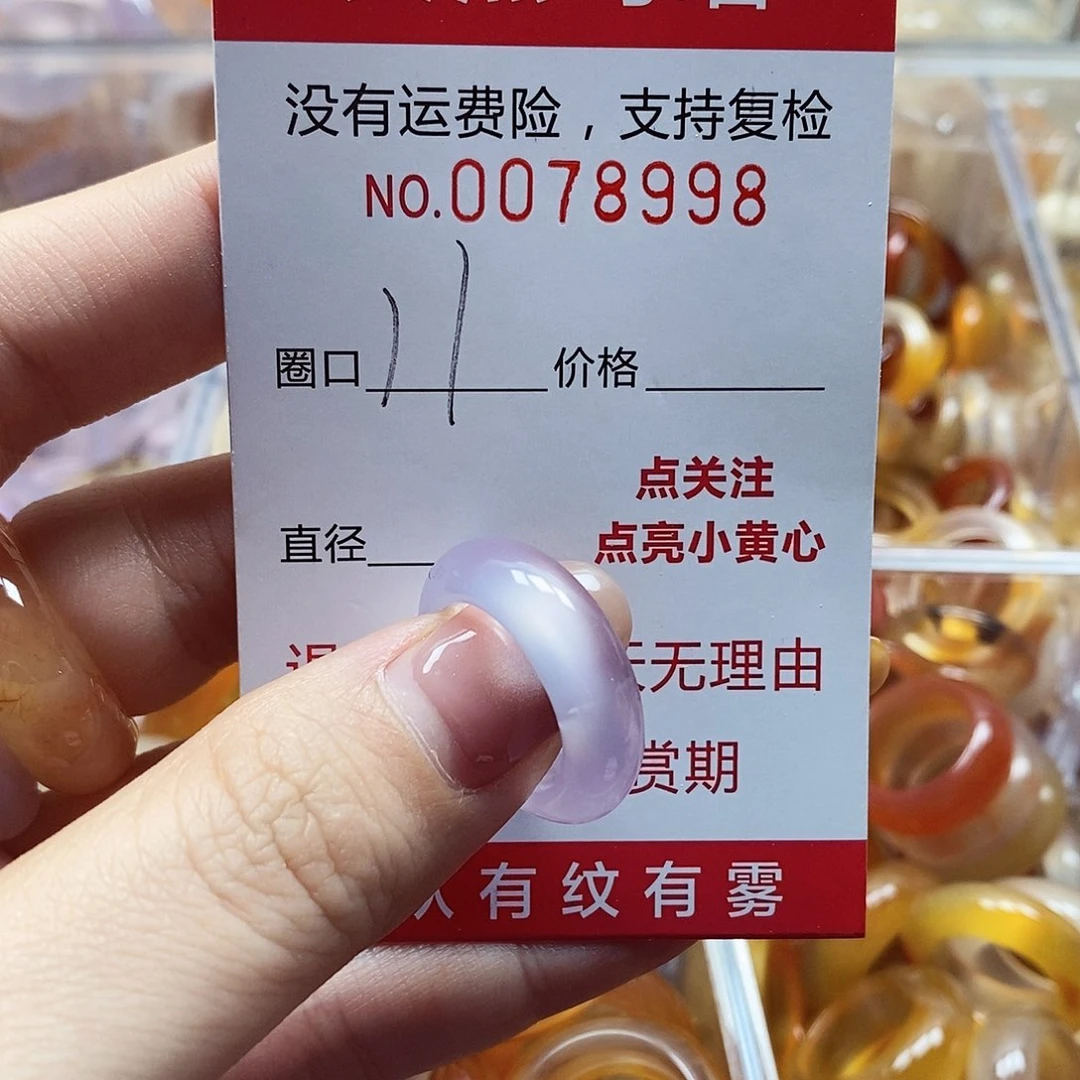 没有运费险，支持复检
NO.0078998
圈口 11 价格
点关注
直径 点亮小黄心
无理由
赏期
有纹有雾